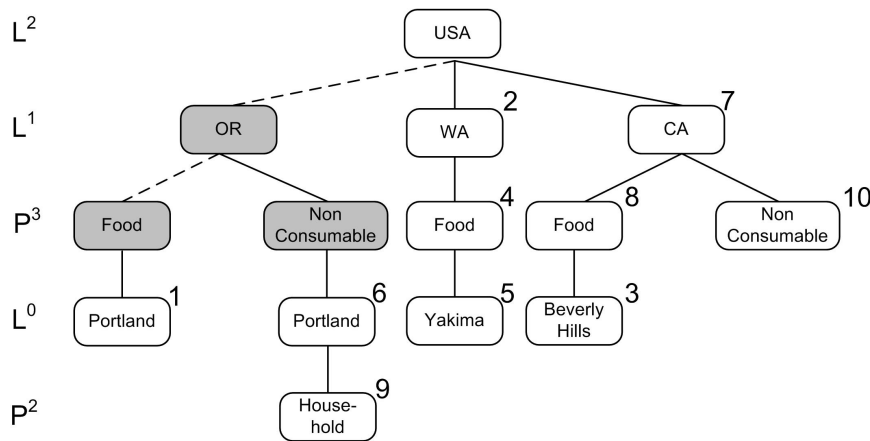 L² USA
L¹ OR WA 2 CA 7
P³ Food Non Consumable Food 4 Food 8 Non Consumable 10
L⁰ Portland 1 Portland 6 Yakima 5 Beverly Hills 3
P² House-hold 9